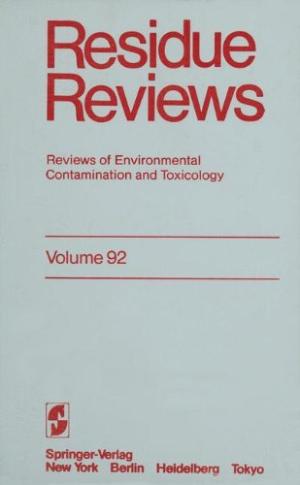 Residue
Reviews
Reviews of Environmental
Contamination and Toxicology
Volume 92
Springer-Verlag
New York Berlin Heidelberg Tokyo